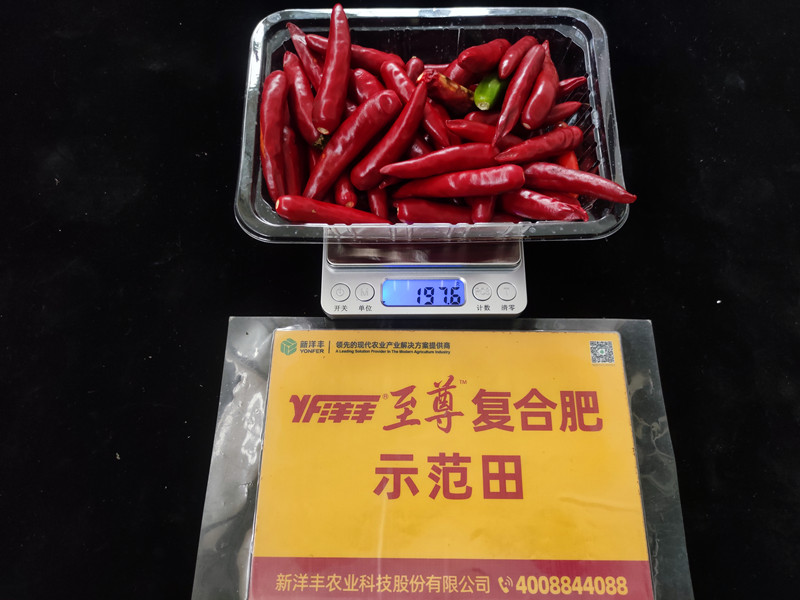 197.6
开关 单位 计数 清零
新洋丰 YONFER
领先的现代农业产业解决方案提供商
A Leading Solution Provider In The Modern Agriculture Industry
YF洋丰® 至尊™ 复合肥
示范田
新洋丰农业科技股份有限公司 4008844088